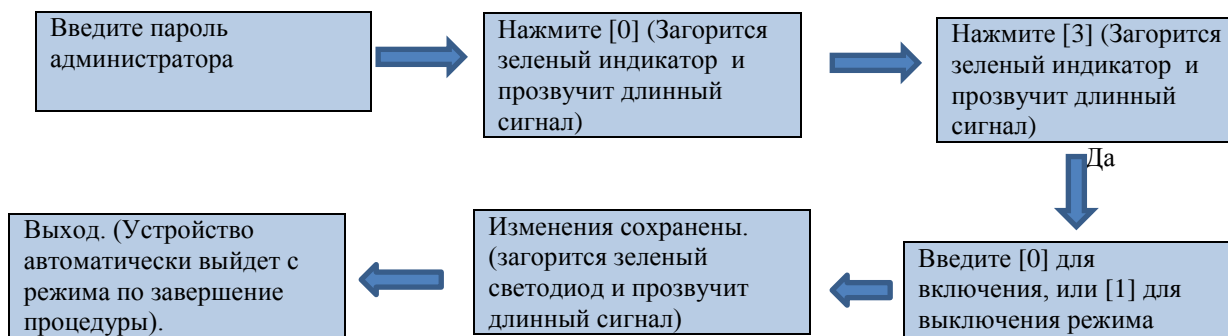 Введите пароль
администратора
Нажмите [0] (Загорится
зеленый индикатор и
прозвучит длинный
сигнал)
Нажмите [3] (Загорится
зеленый индикатор и
прозвучит длинный
сигнал)
Да
Введите [0] для
включения, или [1] для
выключения режима
Изменения сохранены.
(загорится зеленый
светодиод и прозвучит
длинный сигнал)
Выход. (Устройство
автоматически выйдет с
режима по завершение
процедуры).